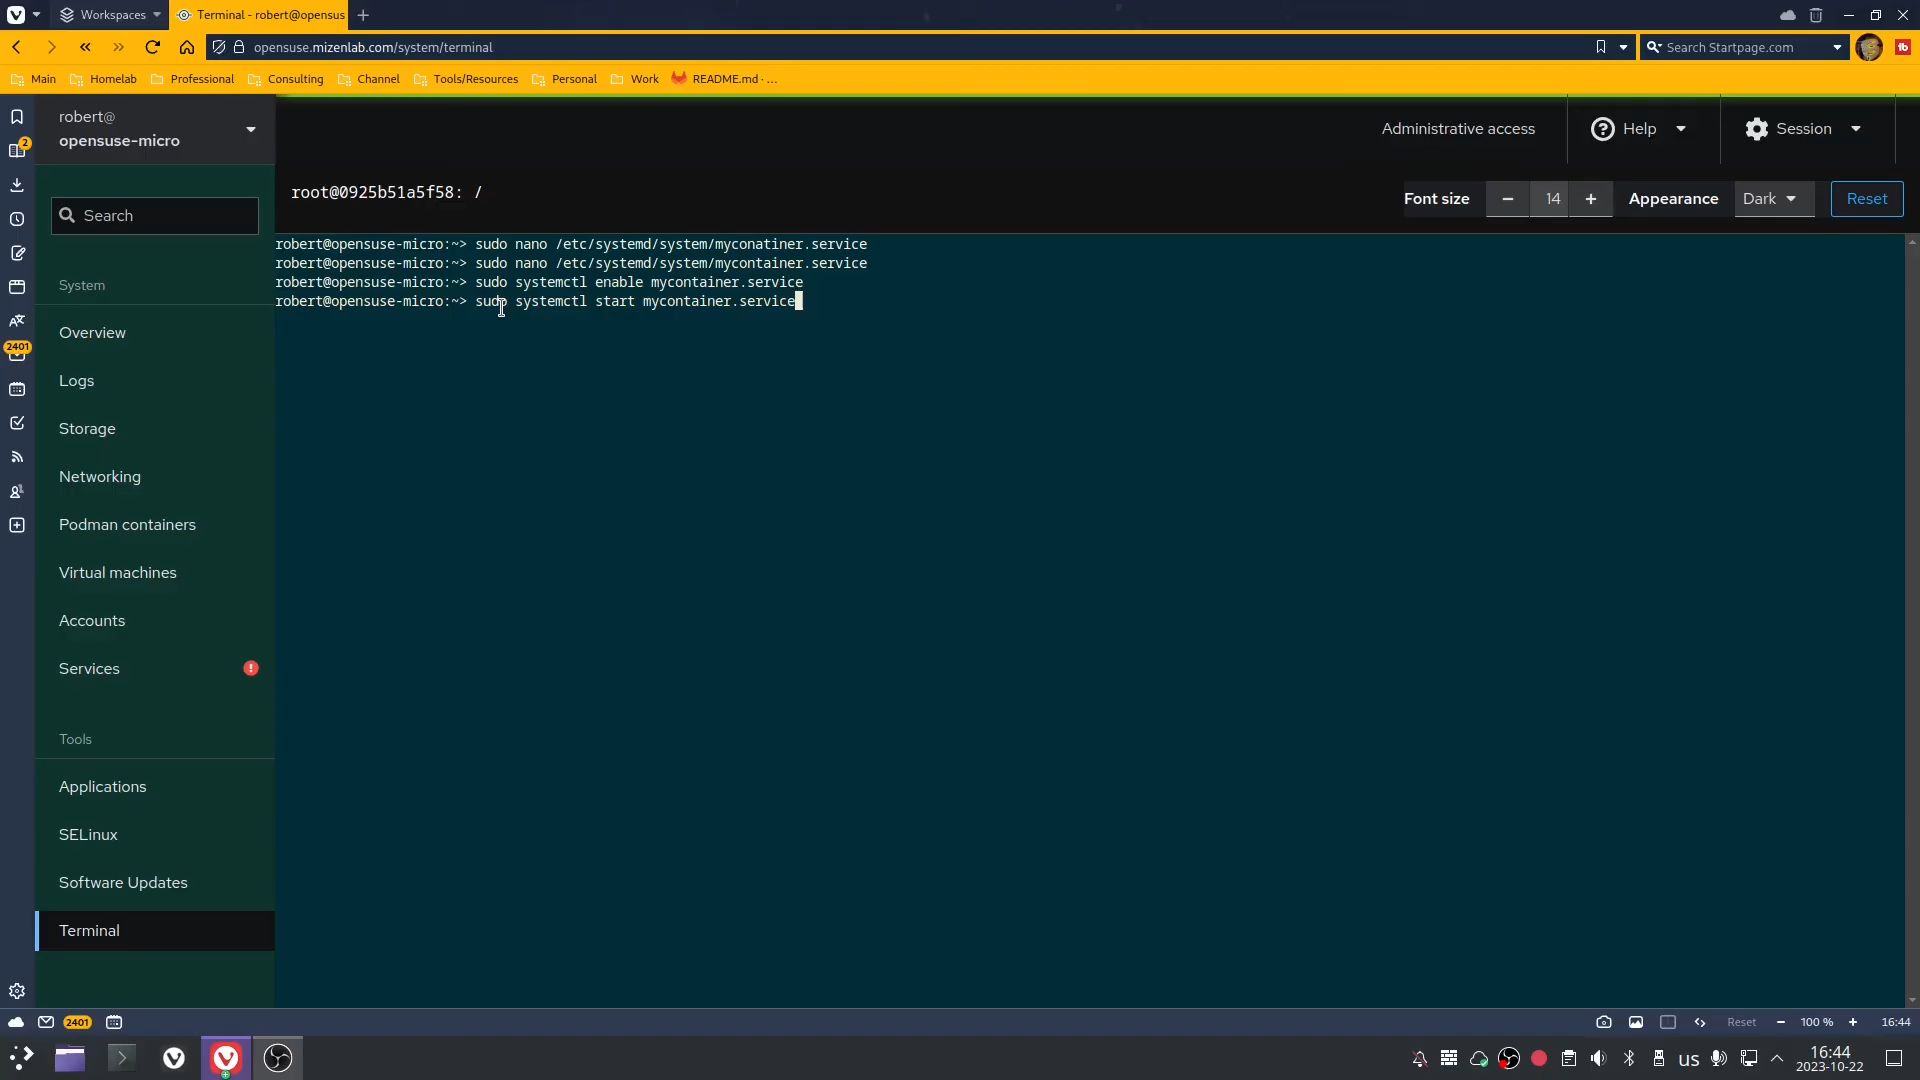 Workspaces
Terminal - robert@opensus
opensuse.mizenlab.com/system/terminal
Search Startpage.com
Main
Homelab
Professional
Consulting
Channel
Tools/Resources
Personal
Work
README.md · ...
robert@
opensuse-micro
Administrative access
Help
Session
2
root@0925b51a5f58: /
Font size
14
Appearance
Dark
Reset
Search
robert@opensuse-micro:~> sudo nano /etc/systemd/system/myconatiner.service
robert@opensuse-micro:~> sudo nano /etc/systemd/system/mycontainer.service
robert@opensuse-micro:~> sudo systemctl enable mycontainer.service
robert@opensuse-micro:~> sudo systemctl start mycontainer.service
System
Overview
2401
Logs
Storage
Networking
Podman containers
Virtual machines
Accounts
Services
Tools
Applications
SELinux
Software Updates
Terminal
2401
Reset
100 %
16:44
us
16:44
2023-10-22